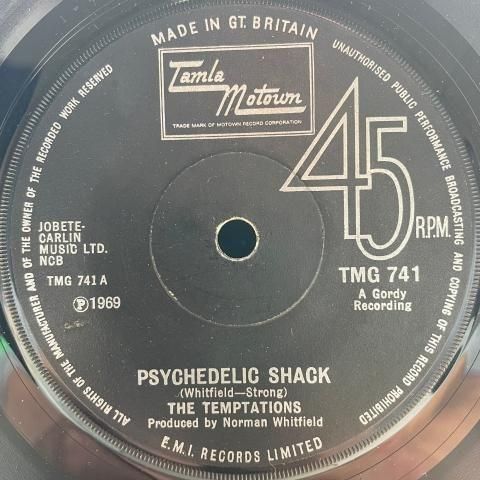 MADE IN GT. BRITAIN
UNAUTHORISED PUBLIC PERFORMANCE BROADCASTING AND COPYING OF THIS RECORD PROHIBITED
ALL RIGHTS OF THE MANUFACTURER AND OF THE OWNER OF THE RECORDED WORK RESERVED
Tamla
Motown
TRADE MARK OF MOTOWN RECORD CORPORATION
45 R.P.M.
JOBETE-
CARLIN
MUSIC LTD.
NCB
TMG 741 A
Ⓟ1969
TMG 741
A Gordy
Recording
PSYCHEDELIC SHACK
(Whitfield—Strong)
THE TEMPTATIONS
Produced by Norman Whitfield
E.M.I. RECORDS LIMITED